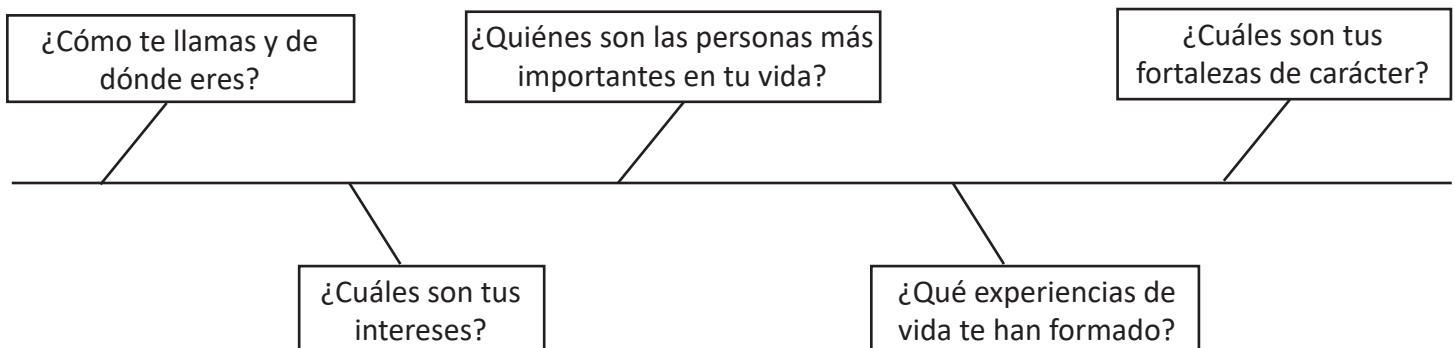 ¿Cómo te llamas y de
dónde eres?
¿Quiénes son las personas más
importantes en tu vida?
¿Cuáles son tus
fortalezas de carácter?
¿Cuáles son tus
intereses?
¿Qué experiencias de
vida te han formado?